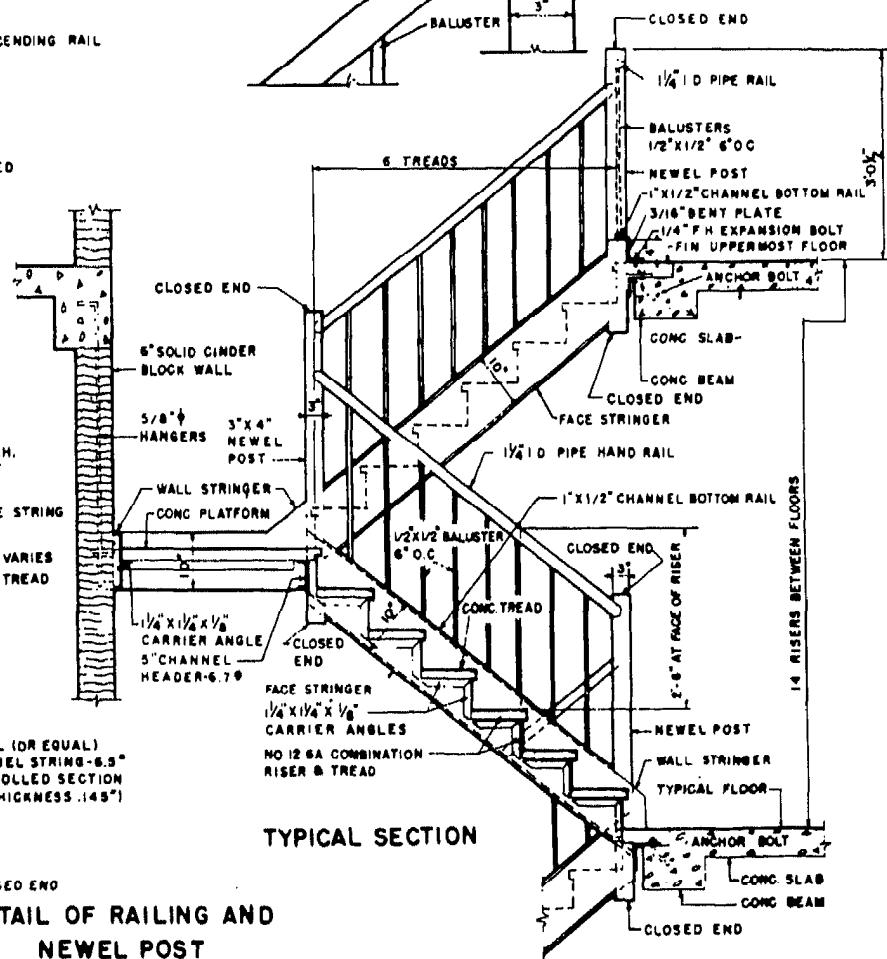 CENDING RAIL
BALUSTER
3"
CLOSED END
1¼" I D PIPE RAIL
BALUSTERS
1/2"X1/2" 6"O.C
NEWEL POST
1"X1/2" CHANNEL BOTTOM RAIL
3/16" BENT PLATE
1/4" F H EXPANSION BOLT
FIN UPPERMOST FLOOR
3'-0¼"
ED
6 TREADS
ANCHOR BOLT
CLOSED END
CONC SLAB
CONC BEAM
CLOSED END
FACE STRINGER
10"
6" SOLID CINDER
BLOCK WALL
5/8" ɸ
HANGERS
3"X 4"
NEWEL
POST
3"
1¼" I D PIPE HAND RAIL
H.
WALL STRINGER
CONC PLATFORM
1"X1/2" CHANNEL BOTTOM RAIL
E STRING
VARIES
TREAD
1/2"X1/2" BALUSTER
6" O.C
CLOSED END
3"
2'-6" AT FACE OF RISER
14 RISERS BETWEEN FLOORS
10"
CONC. TREAD
1¼"X1¼"X⅛"
CARRIER ANGLE
5" CHANNEL
HEADER-6.7#
CLOSED
END
FACE STRINGER
1¼"X1¼"X ⅛"
CARRIER ANGLES
NO 12 GA COMBINATION
RISER & TREAD
NEWEL POST
WALL STRINGER
TYPICAL FLOOR
L (OR EQUAL)
NEL STRING-6.5"
OLLED SECTION
HICKNESS .145")
TYPICAL SECTION
ANCHOR BOLT
CONC. SLAB
CONC BEAM
CLOSED END
SED END
TAIL OF RAILING AND
NEWEL POST